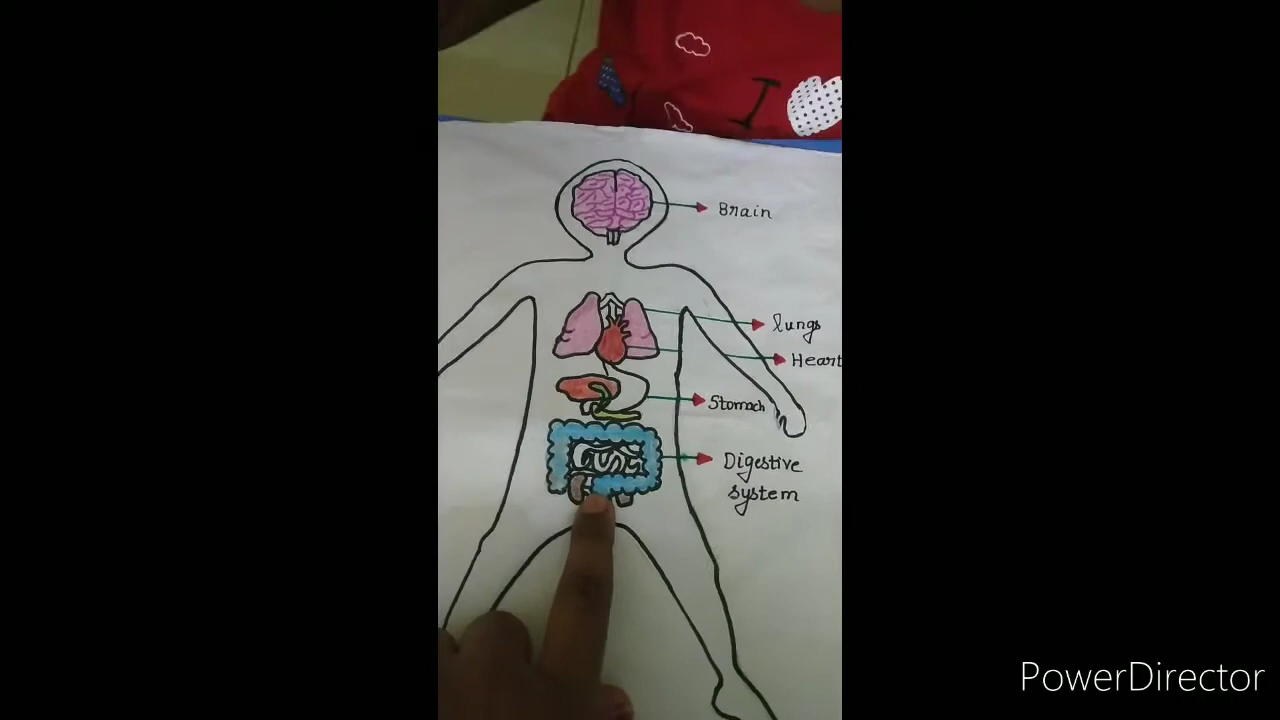 I
Brain
lungs
Heart
Stomach
Digestive
system
PowerDirector